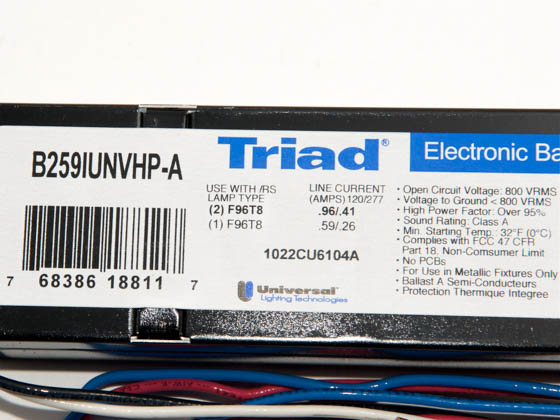 B259IUNVHP-A
7 68386 18811 7
Triad®
USE WITH /RS
LAMP TYPE
(2) F96T8
(1) F96T8
LINE CURRENT
(AMPS)120/277
.96/.41
.59/.26
1022CU6104A
Universal
Lighting Technologies
Electronic Ba
• Open Circuit Voltage: 800 VRMS
• Voltage to Ground < 800 VRMS
• High Power Factor: Over 95%
• Sound Rating: Class A
• Min. Starting Temp.: 32°F (0°C)
• Complies with FCC 47 CFR
Part 18. Non-Comsumer Limit
• No PCBs
• For Use in Metallic Fixtures Only
• Ballast A Semi-Conducteurs
• Protection Thermique Integree